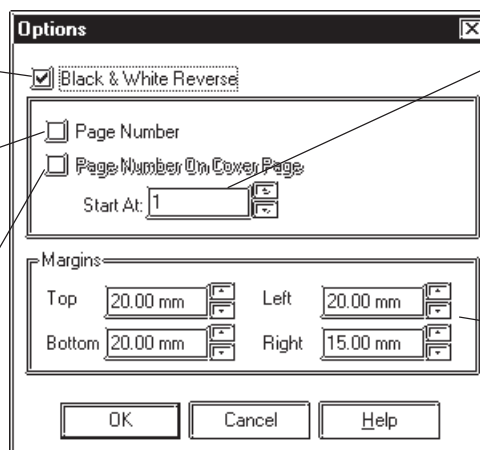 Options
Black & White Reverse
Page Number
Page Number On Cover Page
Start At: 1
Margins
Top 20.00 mm Left 20.00 mm
Bottom 20.00 mm Right 15.00 mm
OK Cancel Help